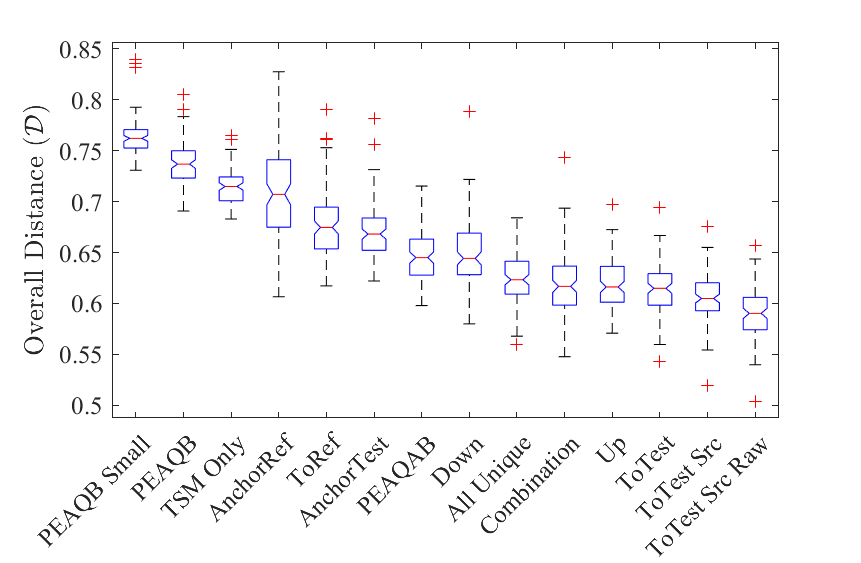 0.85
0.8
0.75
0.7
0.65
0.6
0.55
0.5
Overall Distance (𝒟)
PEAQB Small
PEAQB
TSM Only
AnchorRef
ToRef
AnchorTest
PEAQAB
Down
All Unique
Combination
Up
ToTest
ToTest Src
ToTest Src Raw